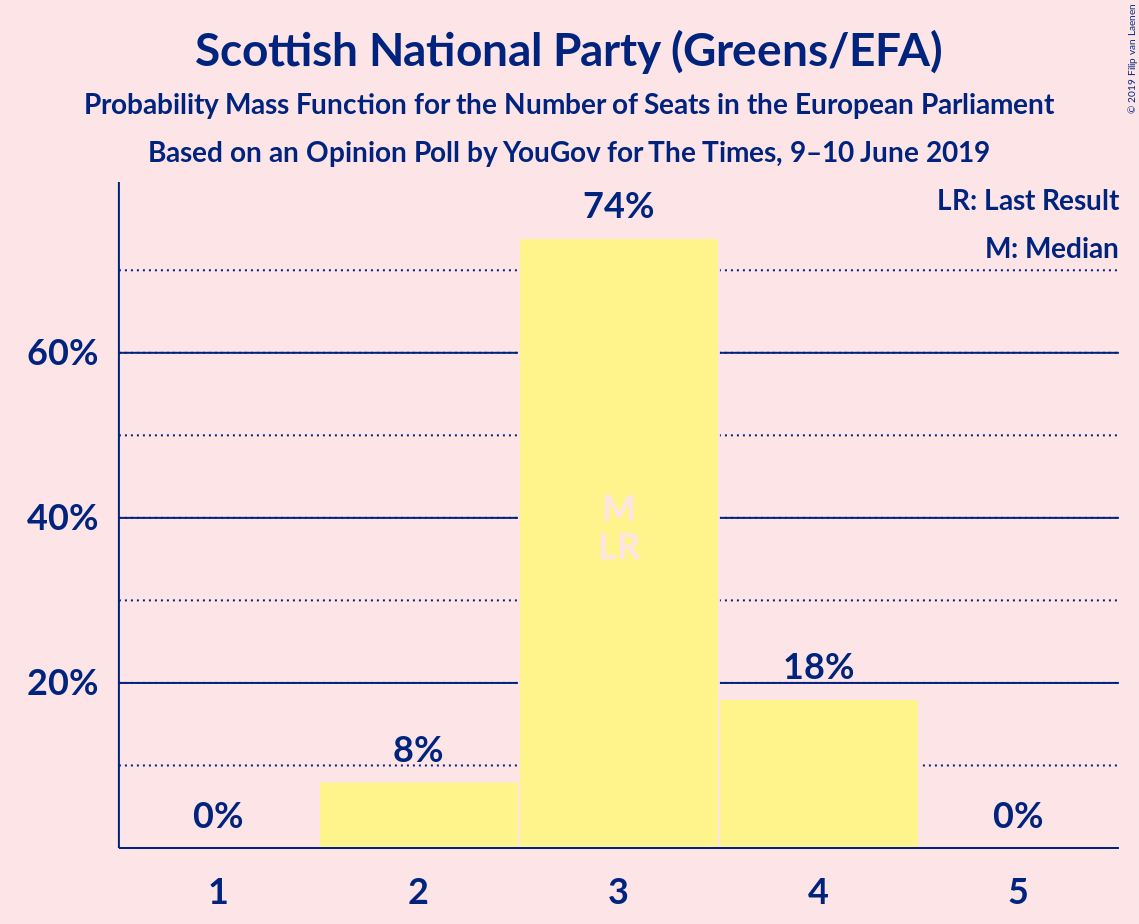 Scottish National Party (Greens/EFA)
Probability Mass Function for the Number of Seats in the European Parliament
Based on an Opinion Poll by YouGov for The Times, 9–10 June 2019
© 2019 Filip van Laenen
LR: Last Result
M: Median
74%
60%
40%
20%
M
LR
18%
8%
0%
0%
1 2 3 4 5